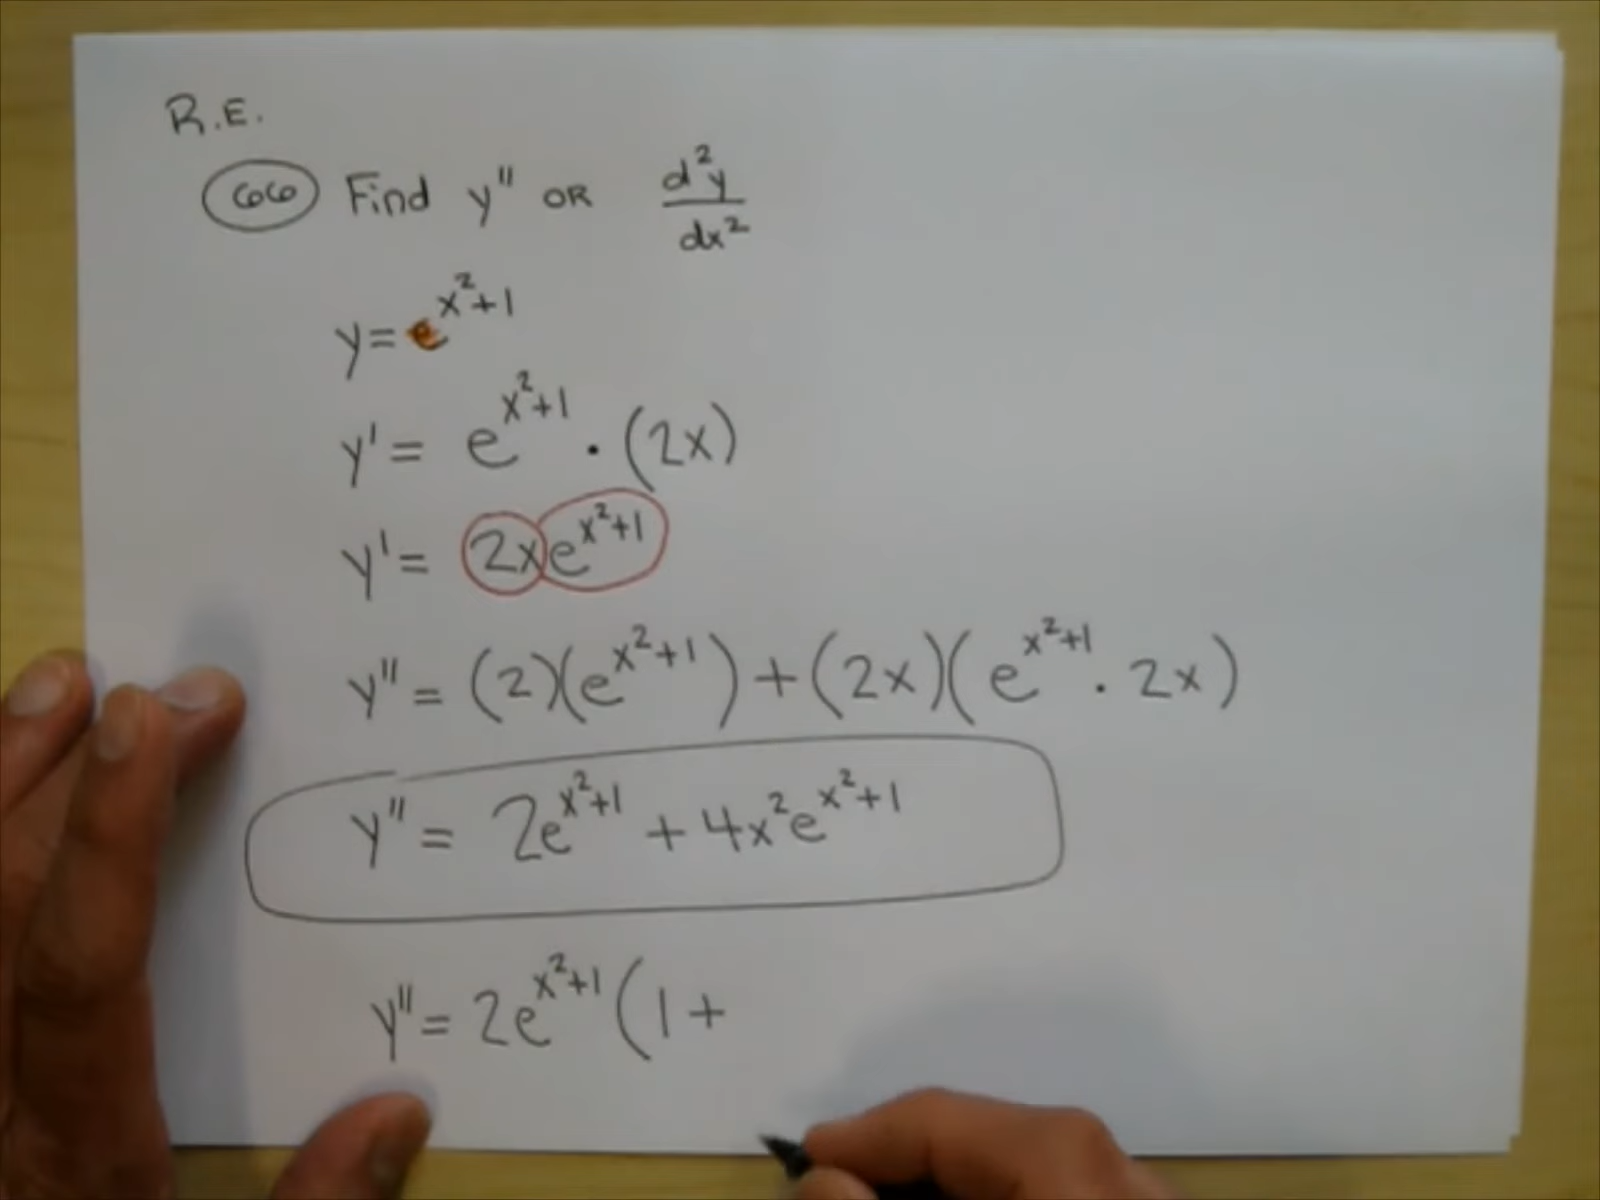 R.E.
66 Find y'' OR d²y/dx²
y = e^{x²+1}
y' = e^{x²+1} · (2x)
y' = 2xe^{x²+1}
y'' = (2)(e^{x²+1}) + (2x)(e^{x²+1} · 2x)
y'' = 2e^{x²+1} + 4x²e^{x²+1}
y'' = 2e^{x²+1} (1 +